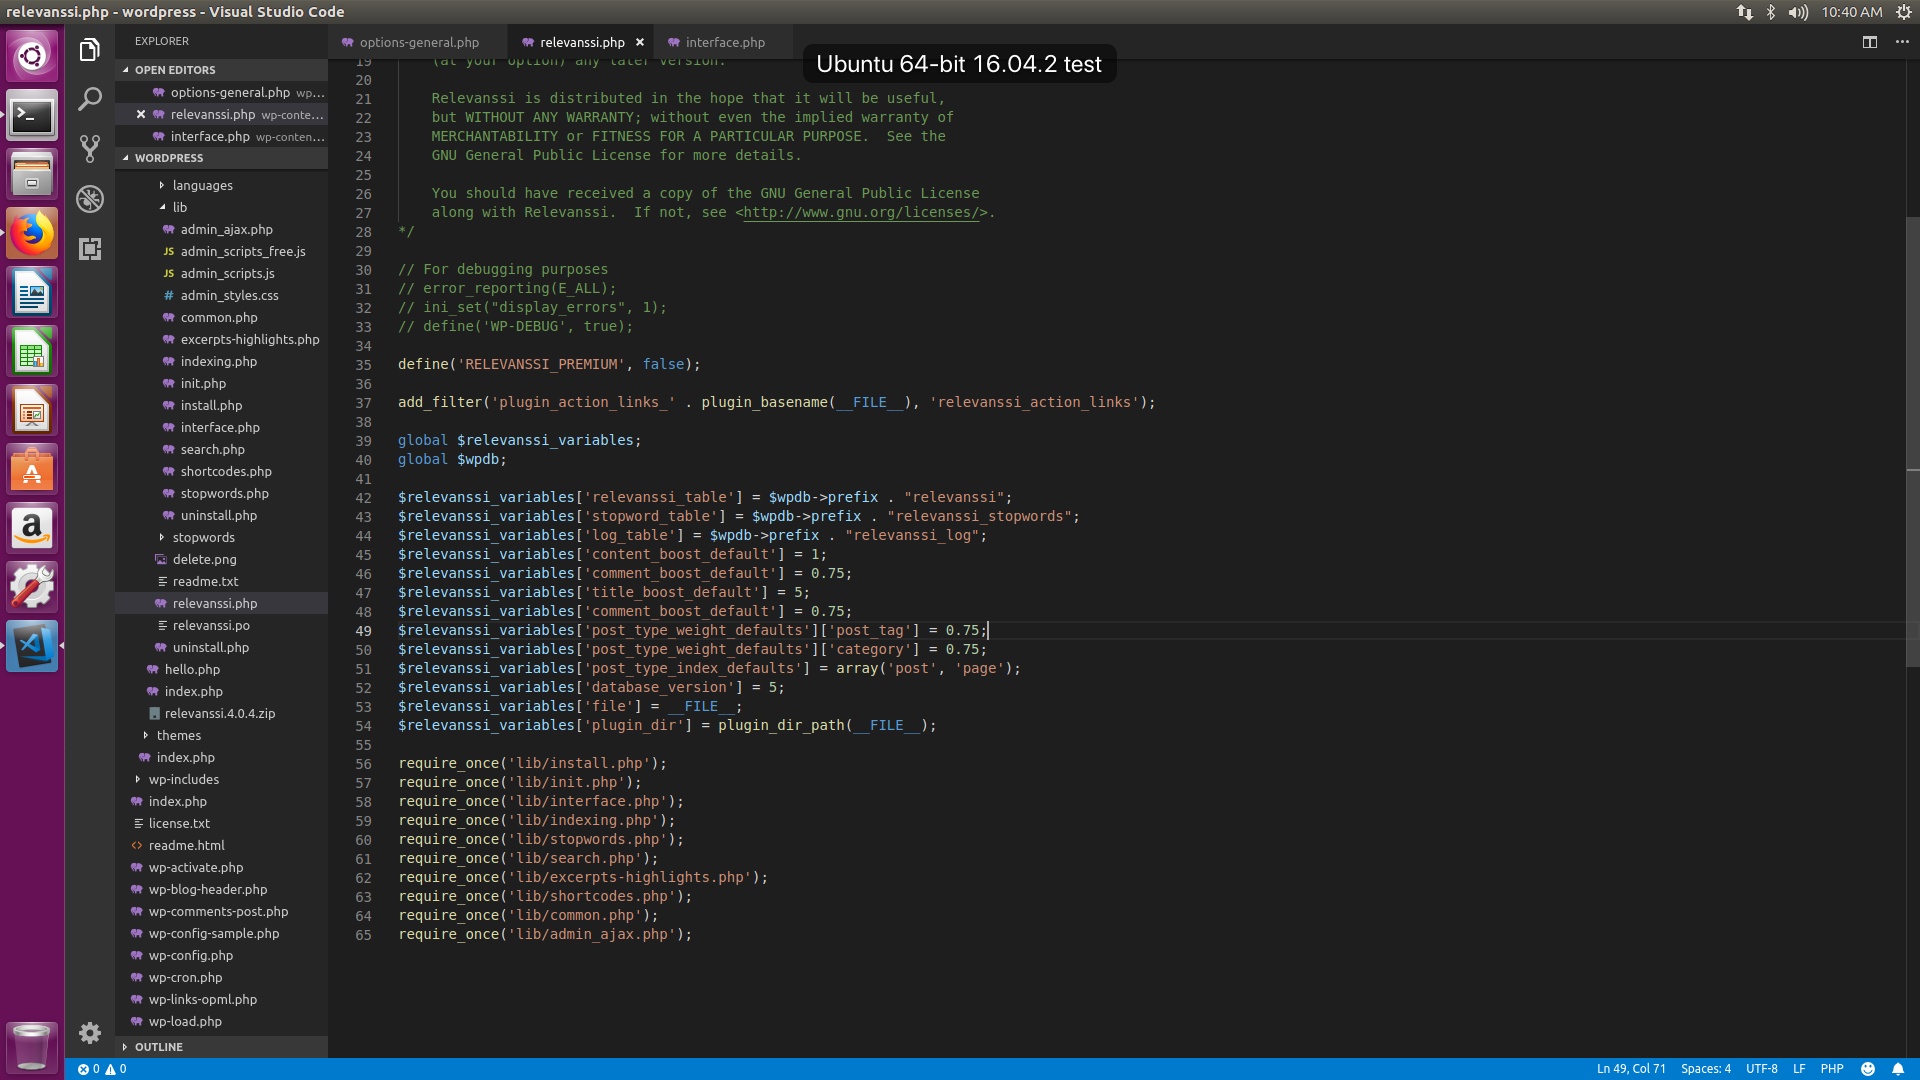 relevanssi.php - wordpress - Visual Studio Code
10:40 AM
EXPLORER
OPEN EDITORS
options-general.php wp...
relevanssi.php wp-conte...
interface.php wp-conten...
WORDPRESS
languages
lib
admin_ajax.php
JS admin_scripts_free.js
JS admin_scripts.js
# admin_styles.css
common.php
excerpts-highlights.php
indexing.php
init.php
install.php
interface.php
search.php
shortcodes.php
stopwords.php
uninstall.php
stopwords
delete.png
readme.txt
relevanssi.php
relevanssi.po
uninstall.php
hello.php
index.php
relevanssi.4.0.4.zip
themes
index.php
wp-includes
index.php
license.txt
<> readme.html
wp-activate.php
wp-blog-header.php
wp-comments-post.php
wp-config-sample.php
wp-config.php
wp-cron.php
wp-links-opml.php
wp-load.php
OUTLINE
options-general.php
relevanssi.php
interface.php
Ubuntu 64-bit 16.04.2 test
19 (at your option) any later version.
20
21 Relevanssi is distributed in the hope that it will be useful,
22 but WITHOUT ANY WARRANTY; without even the implied warranty of
23 MERCHANTABILITY or FITNESS FOR A PARTICULAR PURPOSE.  See the
24 GNU General Public License for more details.
25
26 You should have received a copy of the GNU General Public License
27 along with Relevanssi.  If not, see <http://www.gnu.org/licenses/>.
28 */
29
30 // For debugging purposes
31 // error_reporting(E_ALL);
32 // ini_set("display_errors", 1);
33 // define('WP-DEBUG', true);
34
35 define('RELEVANSSI_PREMIUM', false);
36
37 add_filter('plugin_action_links_' . plugin_basename(__FILE__), 'relevanssi_action_links');
38
39 global $relevanssi_variables;
40 global $wpdb;
41
42 $relevanssi_variables['relevanssi_table'] = $wpdb->prefix . "relevanssi";
43 $relevanssi_variables['stopword_table'] = $wpdb->prefix . "relevanssi_stopwords";
44 $relevanssi_variables['log_table'] = $wpdb->prefix . "relevanssi_log";
45 $relevanssi_variables['content_boost_default'] = 1;
46 $relevanssi_variables['comment_boost_default'] = 0.75;
47 $relevanssi_variables['title_boost_default'] = 5;
48 $relevanssi_variables['comment_boost_default'] = 0.75;
49 $relevanssi_variables['post_type_weight_defaults']['post_tag'] = 0.75;
50 $relevanssi_variables['post_type_weight_defaults']['category'] = 0.75;
51 $relevanssi_variables['post_type_index_defaults'] = array('post', 'page');
52 $relevanssi_variables['database_version'] = 5;
53 $relevanssi_variables['file'] = __FILE__;
54 $relevanssi_variables['plugin_dir'] = plugin_dir_path(__FILE__);
55
56 require_once('lib/install.php');
57 require_once('lib/init.php');
58 require_once('lib/interface.php');
59 require_once('lib/indexing.php');
60 require_once('lib/stopwords.php');
61 require_once('lib/search.php');
62 require_once('lib/excerpts-highlights.php');
63 require_once('lib/shortcodes.php');
64 require_once('lib/common.php');
65 require_once('lib/admin_ajax.php');
0 0
Ln 49, Col 71 Spaces: 4 UTF-8 LF PHP